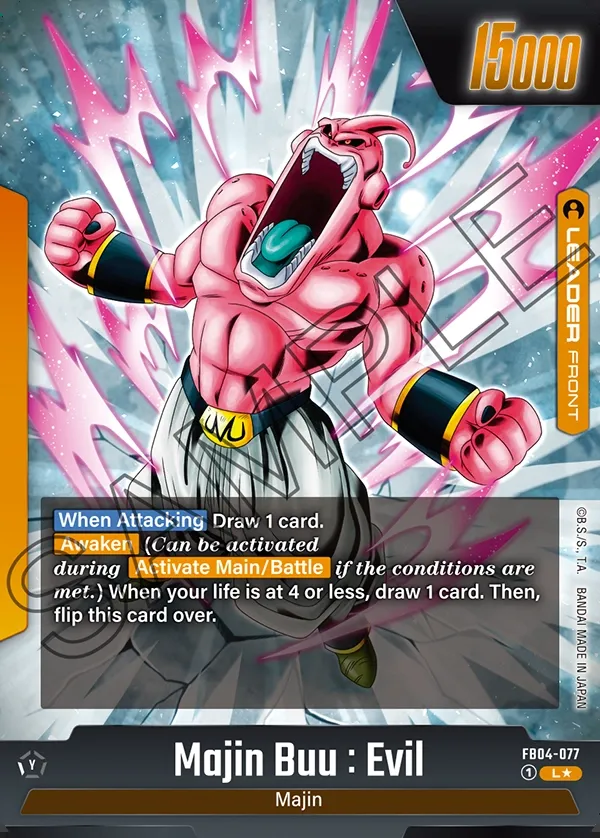 15000
LEADER FRONT
When Attacking Draw 1 card.
Awaken (Can be activated
during Activate Main/Battle if the conditions are
met.) When your life is at 4 or less, draw 1 card. Then,
flip this card over.
SAMPLE
©B.S./S., T.A. BANDAI MADE IN JAPAN
Y
Majin Buu : Evil
FB04-077
1 L★
Majin